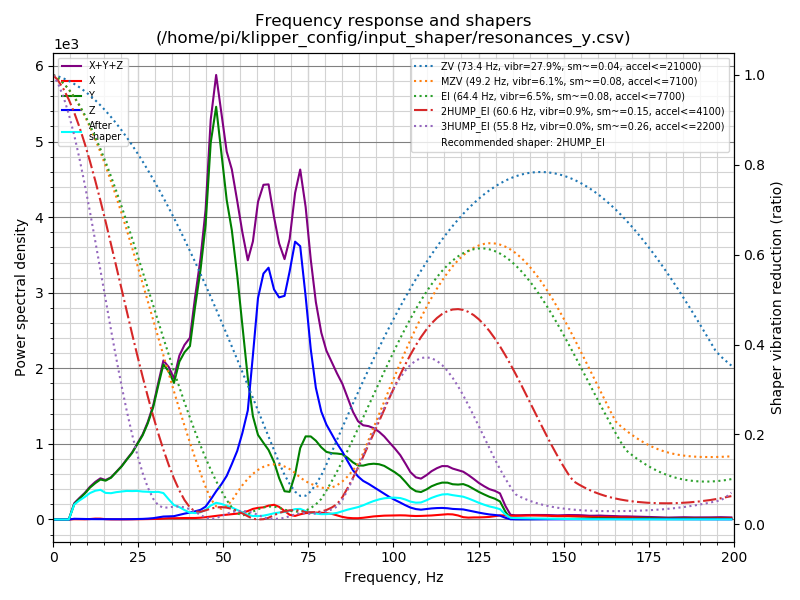 Frequency response and shapers
(/home/pi/klipper_config/input_shaper/resonances_y.csv)
1e3
X+Y+Z
X
Y
Z
After
shaper
ZV (73.4 Hz, vibr=27.9%, sm~=0.04, accel<=21000)
MZV (49.2 Hz, vibr=6.1%, sm~=0.08, accel<=7100)
EI (64.4 Hz, vibr=6.5%, sm~=0.08, accel<=7700)
2HUMP_EI (60.6 Hz, vibr=0.9%, sm~=0.15, accel<=4100)
3HUMP_EI (55.8 Hz, vibr=0.0%, sm~=0.26, accel<=2200)
Recommended shaper: 2HUMP_EI
Power spectral density
6
5
4
3
2
1
0
1.0
0.8
0.6
0.4
0.2
0.0
Shaper vibration reduction (ratio)
0 25 50 75 100 125 150 175 200
Frequency, Hz